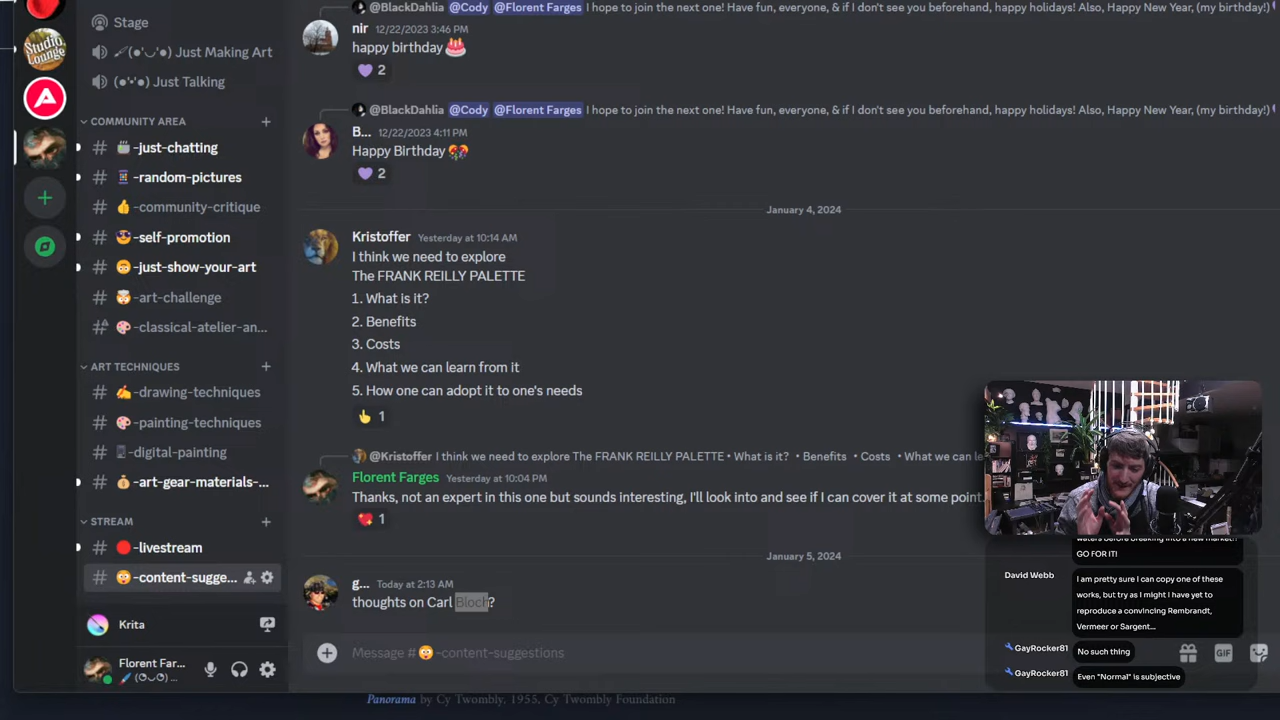 Stage
Just Making Art
Just Talking
COMMUNITY AREA
-just-chatting
-random-pictures
-community-critique
-self-promotion
-just-show-your-art
-art-challenge
-classical-atelier-an...
ART TECHNIQUES
-drawing-techniques
-painting-techniques
-digital-painting
-art-gear-materials-...
STREAM
-livestream
-content-sugge...
Krita
Florent Far...
Studio
Lounge
@BlackDahlia @Cody @Florent Farges I hope to join the next one! Have fun, everyone, & if I don't see you beforehand, have fun, happy holidays! Also, Happy New Year, (my birthday!)
nir 12/22/2023 3:46 PM
happy birthday 🎂
💜 2
@BlackDahlia @Cody @Florent Farges I hope to join the next one! Have fun, everyone, & if I don't see you beforehand, happy holidays! Also, Happy New Year, (my birthday!)
B... 12/22/2023 4:11 PM
Happy Birthday 🎊
💜 2
January 4, 2024
Kristoffer Yesterday at 10:14 AM
I think we need to explore
The FRANK REILLY PALETTE
1. What is it?
2. Benefits
3. Costs
4. What we can learn from it
5. How one can adopt it to one's needs
👆 1
@Kristoffer I think we need to explore The FRANK REILLY PALETTE • What is it? • Benefits • Costs • What we can le
Florent Farges Yesterday at 10:04 PM
Thanks, not an expert in this one but sounds interesting, I'll look into and see if I can cover it at some point.
💖 1
January 5, 2024
g... Today at 2:13 AM
thoughts on Carl Bloch?
Message # 😳-content-suggestions
GIF
waters before breaking into a new market!!
GO FOR IT!
David Webb
I am pretty sure I can copy one of these
works, but try as I might I have yet to
reproduce a convincing Rembrandt,
Vermeer or Sargent...
GayRocker81 No such thing
GayRocker81 Even "Normal" is subjective
Panorama by Cy Twombly, 1955, Cy Twombly Foundation